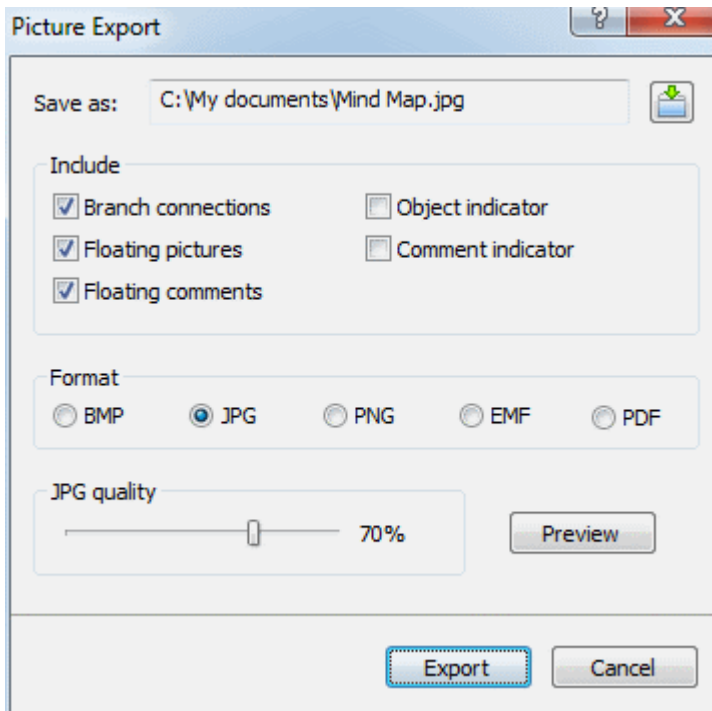 Picture Export
?
X
Save as: C:\My documents\Mind Map.jpg
Include
Branch connections Object indicator
Floating pictures Comment indicator
Floating comments
Format
BMP JPG PNG EMF PDF
JPG quality
70% Preview
Export Cancel